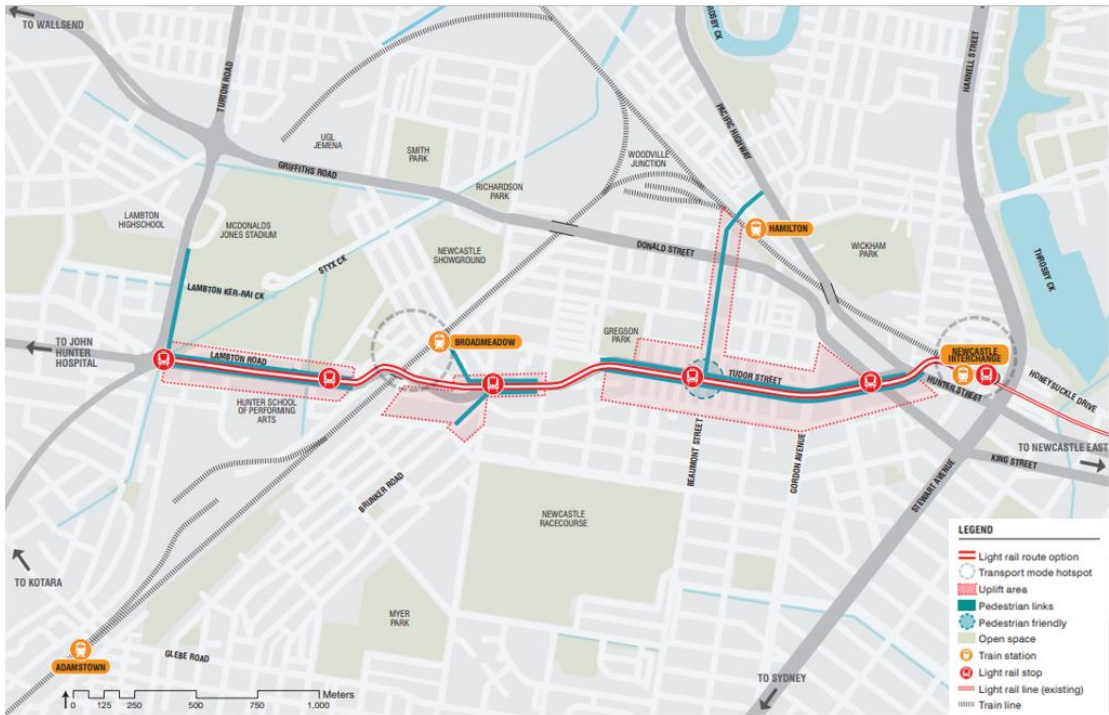 TO WALLSEND
TURTON ROAD
THROSBY CK
HANNELL STREET
PACIFIC HIGHWAY
UGL
JEMENA
SMITH
PARK
WOODVILLE
JUNCTION
GRIFFITHS ROAD
RICHARDSON
PARK
LAMBTON
HIGHSCHOOL
MCDONALDS
JONES STADIUM
HAMILTON
STYX CK
NEWCASTLE
SHOWGROUND
DONALD STREET
WICKHAM
PARK
THROSBY CK
LAMBTON KER-RAI CK
TO JOHN
HUNTER
HOSPITAL
BROADMEADOW
GREGSON
PARK
LAMBTON ROAD
TUDOR STREET
NEWCASTLE
INTERCHANGE
HUNTER STREET
HONEYSUCKLE DRIVE
HUNTER SCHOOL
OF PERFORMING
ARTS
BEAUMONT STREET
GORDON AVENUE
TO NEWCASTLE EAST
KING STREET
STEWART AVENUE
BRUNKER ROAD
NEWCASTLE
RACECOURSE
TO KOTARA
MYER
PARK
ADAMSTOWN
GLEBE ROAD
TO SYDNEY
Meters
0 125 250 500 750 1,000
LEGEND
Light rail route option
Transport mode hotspot
Uplift area
Pedestrian links
Pedestrian friendly
Open space
Train station
Light rail stop
Light rail line (existing)
Train line